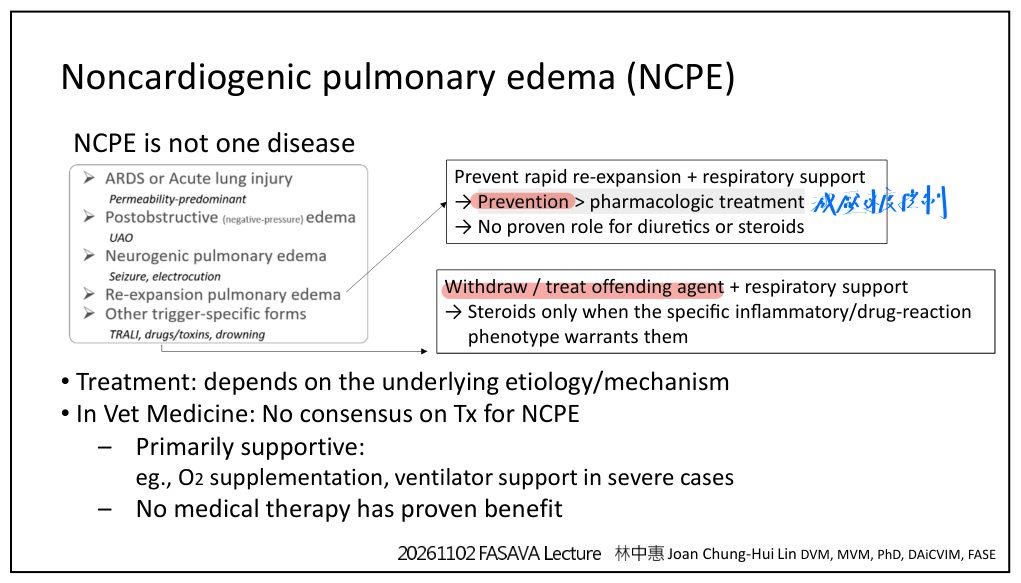 Noncardiogenic pulmonary edema (NCPE)
NCPE is not one disease
➢ ARDS or Acute lung injury
Permeability-predominant
➢ Postobstructive (negative-pressure) edema
UAO
➢ Neurogenic pulmonary edema
Seizure, electrocution
➢ Re-expansion pulmonary edema
➢ Other trigger-specific forms
TRALI, drugs/toxins, drowning
Prevent rapid re-expansion + respiratory support
→ Prevention > pharmacologic treatment
→ No proven role for diuretics or steroids
Withdraw / treat offending agent + respiratory support
→ Steroids only when the specific inflammatory/drug-reaction
phenotype warrants them
• Treatment: depends on the underlying etiology/mechanism
• In Vet Medicine: No consensus on Tx for NCPE
– Primarily supportive:
eg., O2 supplementation, ventilator support in severe cases
– No medical therapy has proven benefit
20261102 FASAVA Lecture 林中惠 Joan Chung-Hui Lin DVM, MVM, PhD, DAiCVIM, FASE